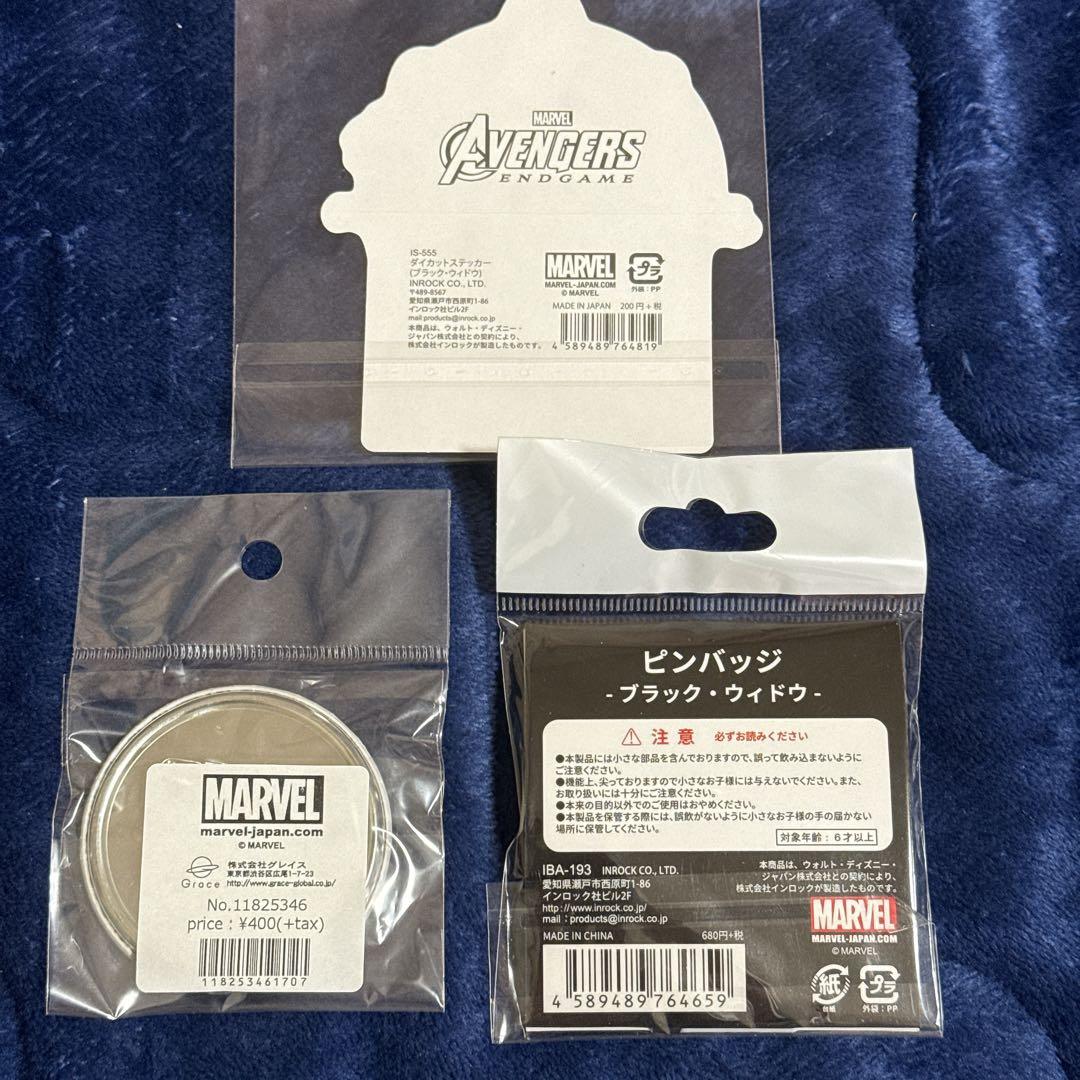 MARVEL
AVENGERS
ENDGAME
IS-555
ダイカットステッカー
(ブラック・ウィドウ)
INROCK CO., LTD.
〒489-8567
愛知県瀬戸市西原町1-86
インロック社ビル2F
mail:products@inrock.co.jp
本商品は、ウォルト・ディズニー・
ジャパン株式会社との契約により、
株式会社インロックが製造したものです。
MARVEL
MARVEL-JAPAN.COM
© MARVEL
プラ
外袋：PP
MADE IN JAPAN 200円+税
4 589489 764819
MARVEL
marvel-japan.com
© MARVEL
Grace
株式会社グレイス
東京都渋谷区広尾1-7-23
http://www.grace-global.co.jp/
No.11825346
price : ¥400(+tax)
118253461707
ピンバッジ
- ブラック・ウィドウ -
注意 必ずお読みください
●本製品には小さな部品を含んでおりますので、誤って飲み込まないように
ご注意ください。
●機能上、尖っておりますので小さなお子様には与えないでください。また、
お取り扱いには十分にご注意ください。
●本来の目的以外でのご使用はおやめください。
●本製品を保管する際には、誤飲がないように小さなお子様の手の届かない
場所に保管してください。
対象年齢：6才以上
IBA-193 INROCK CO., LTD.
愛知県瀬戸市西原町1-86
インロック社ビル2F
http://www.inrock.co.jp/
mail：products@inrock.co.jp
MADE IN CHINA 680円+税
4 589489 764659
本商品は、ウォルト・ディズニー・
ジャパン株式会社との契約により、
株式会社インロックが製造したものです。
MARVEL
MARVEL-JAPAN.COM
© MARVEL
紙
台紙
プラ
外袋：PP